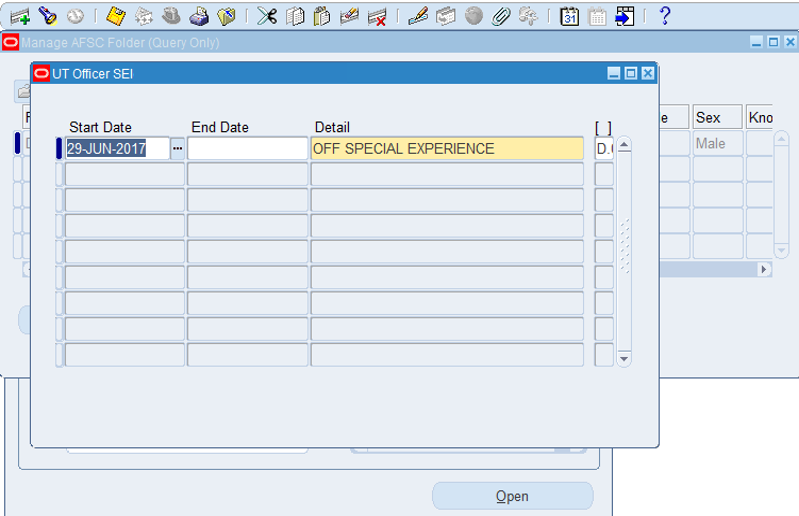 31
?
Manage AFSC Folder (Query Only)
UT Officer SEI
Start Date End Date Detail [ ]
29-JUN-2017 ... OFF SPECIAL EXPERIENCE
Sex
Male
Open